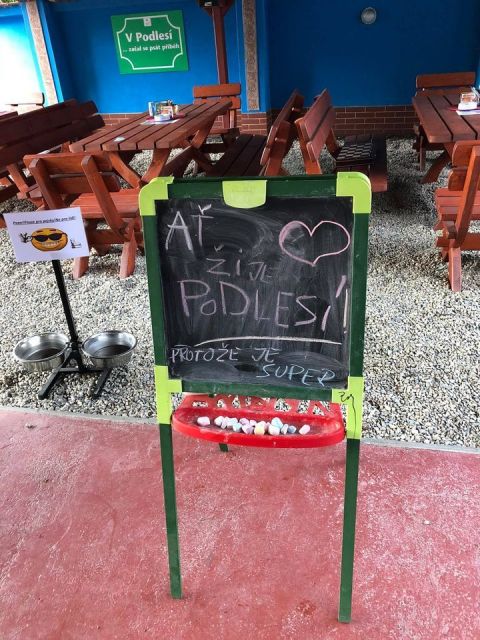 V Podlesí
... začal se psát příběh
AŤ
ŽIJE
PODLESÍ!
PROTOŽE JE
SUPER